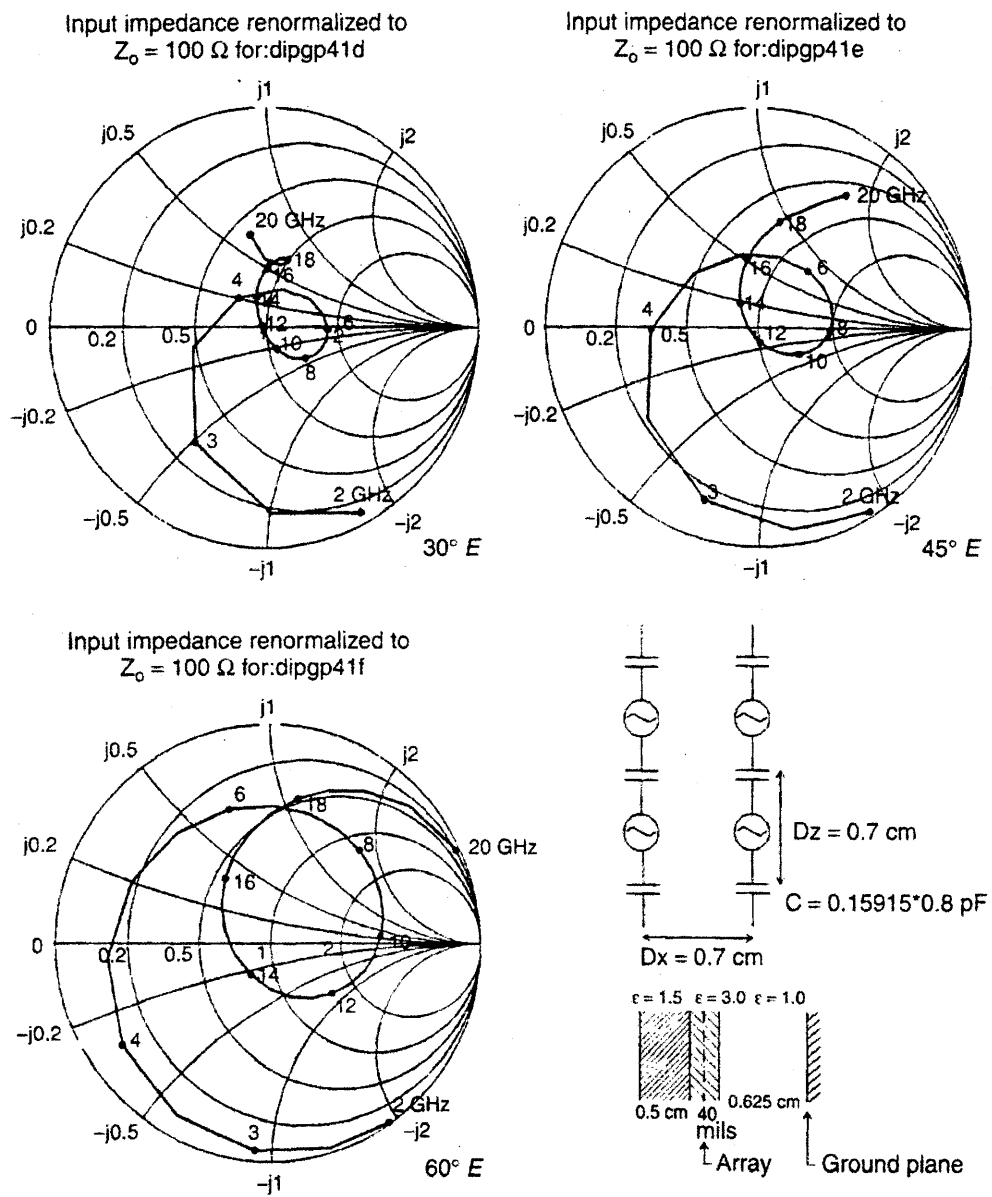 Input impedance renormalized to
Z₀ = 100 Ω for:dipgp41d
j1
j0.5
j2
20 GHz
j0.2
18
16
4
14
6
0
0.2
0.5
12
2
10
8
-j0.2
3
2 GHz
-j0.5
-j2
-j1
30° E
Input impedance renormalized to
Z₀ = 100 Ω for:dipgp41e
j1
j0.5
j2
20 GHz
18
j0.2
16
6
4
14
0
0.5
12
8
10
-j0.2
3
2 GHz
-j0.5
-j2
-j1
45° E
Input impedance renormalized to
Z₀ = 100 Ω for:dipgp41f
j1
j0.5
j2
6
18
8
20 GHz
j0.2
16
10
0
0.2
0.5
1
2
14
12
-j0.2
4
2 GHz
-j0.5
3
-j2
-j1
60° E
Dz = 0.7 cm
C = 0.15915*0.8 pF
Dx = 0.7 cm
ε = 1.5 ε = 3.0 ε = 1.0
0.625 cm
0.5 cm 40
mils
Array
Ground plane